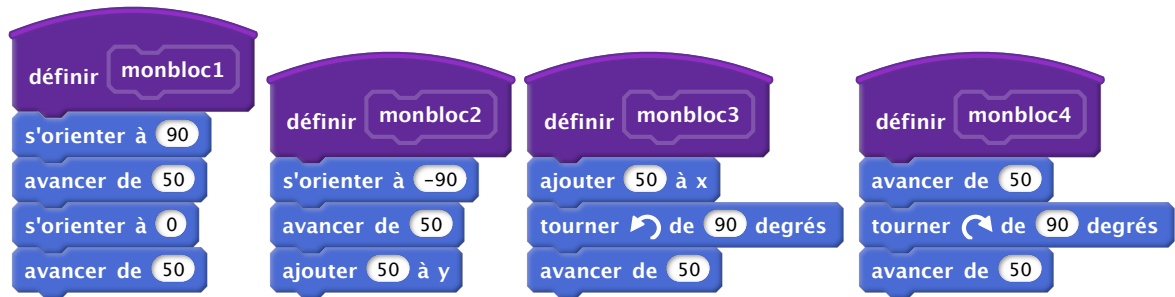 définir monbloc1
s'orienter à 90
avancer de 50
s'orienter à 0
avancer de 50
définir monbloc2
s'orienter à -90
avancer de 50
ajouter 50 à y
définir monbloc3
ajouter 50 à x
tourner de 90 degrés
avancer de 50
définir monbloc4
avancer de 50
tourner de 90 degrés
avancer de 50